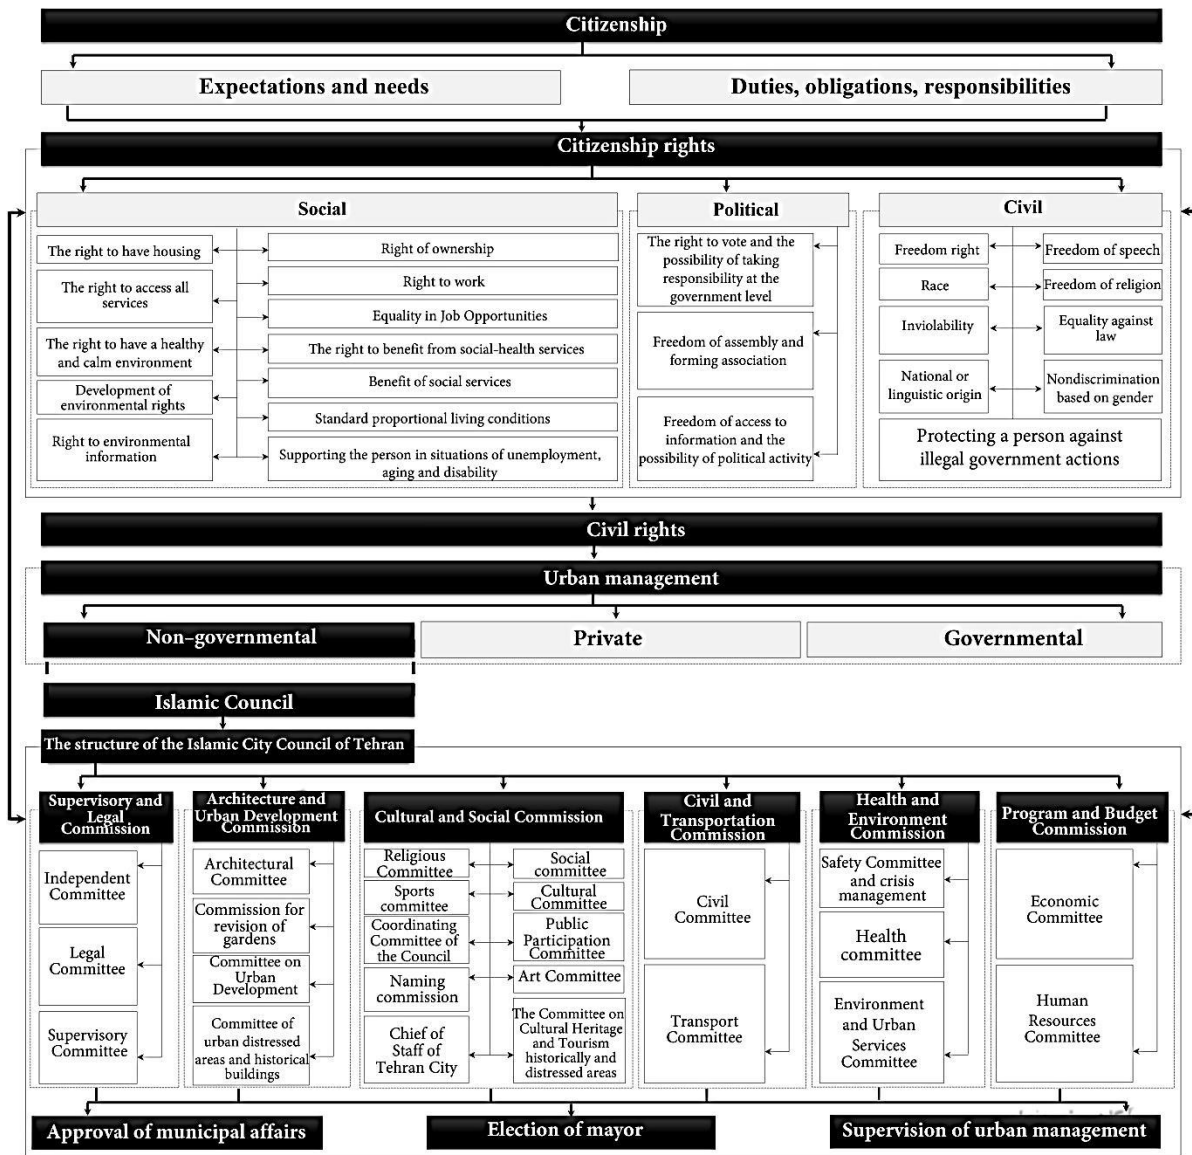 Citizenship
Expectations and needs
Duties, obligations, responsibilities
Citizenship rights
Social
The right to have housing
The right to access all
services
The right to have a healthy
and calm environment
Development of
environmental rights
Right to environmental
information
Right of ownership
Right to work
Equality in Job Opportunities
The right to benefit from social-health services
Benefit of social services
Standard proportional living conditions
Supporting the person in situations of unemployment,
aging and disability
Political
The right to vote and the
possibility of taking
responsibility at the
government level
Freedom of assembly and
forming association
Freedom of access to
information and the
possibility of political activity
Civil
Freedom right
Race
Inviolability
National or
linguistic origin
Freedom of speech
Freedom of religion
Equality against
law
Nondiscrimination
based on gender
Protecting a person against
illegal government actions
Civil rights
Urban management
Non-governmental
Private
Governmental
Islamic Council
The structure of the Islamic City Council of Tehran
Supervisory and
Legal
Commission
Independent
Committee
Legal
Committee
Supervisory
Committee
Architecture and
Urban Development
Commission
Architectural
Committee
Commission for
revision of
gardens
Committee on
Urban
Development
Committee of
urban distressed
areas and historical
buildings
Cultural and Social Commission
Religious
Committee
Sports
committee
Coordinating
Committee of
the Council
Naming
commission
Chief of
Staff of
Tehran City
Social
committee
Cultural
Committee
Public
Participation
Committee
Art Committee
The Committee on
Cultural Heritage
and Tourism
historically and
distressed areas
Civil and
Transportation
Commission
Civil
Committee
Transport
Committee
Health and
Environment
Commission
Safety Committee
and crisis
management
Health
committee
Environment
and Urban
Services
Committee
Program and Budget
Commission
Economic
Committee
Human
Resources
Committee
Approval of municipal affairs
Election of mayor
Supervision of urban management